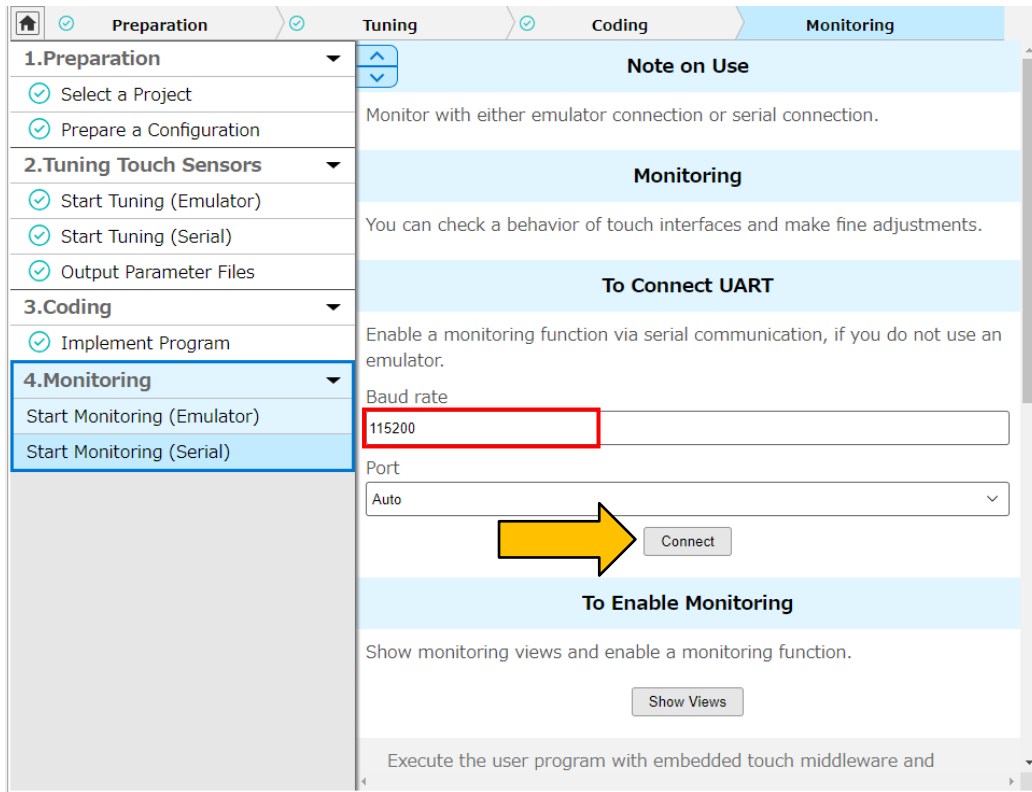 Preparation
Tuning
Coding
Monitoring
1.Preparation
Select a Project
Prepare a Configuration
2.Tuning Touch Sensors
Start Tuning (Emulator)
Start Tuning (Serial)
Output Parameter Files
3.Coding
Implement Program
4.Monitoring
Start Monitoring (Emulator)
Start Monitoring (Serial)
Note on Use
Monitor with either emulator connection or serial connection.
Monitoring
You can check a behavior of touch interfaces and make fine adjustments.
To Connect UART
Enable a monitoring function via serial communication, if you do not use an
emulator.
Baud rate
115200
Port
Auto
Connect
To Enable Monitoring
Show monitoring views and enable a monitoring function.
Show Views
Execute the user program with embedded touch middleware and